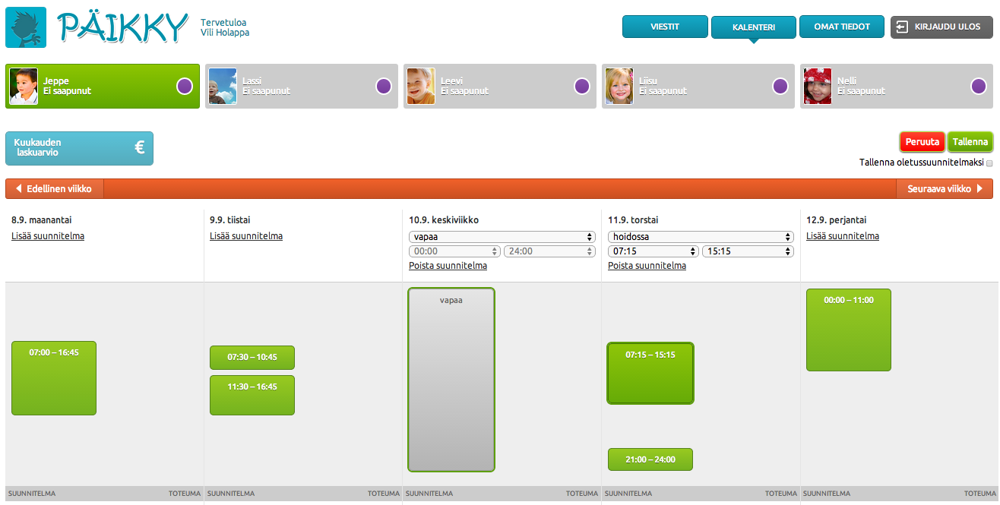 PÄIKKY
Tervetuloa
Vili Holappa
VIESTIT
KALENTERI
OMAT TIEDOT
KIRJAUDU ULOS
Jeppe
Ei saapunut
Lassi
Ei saapunut
Leevi
Ei saapunut
Liisu
Ei saapunut
Nelli
Ei saapunut
Kuukauden
laskuarvio
€
Peruuta
Tallenna
Tallenna oletussuunnitelmaksi
Edellinen viikko
Seuraava viikko
8.9. maanantai
Lisää suunnitelma
9.9. tiistai
Lisää suunnitelma
10.9. keskiviikko
vapaa
00:00
24:00
Poista suunnitelma
11.9. torstai
hoidossa
07:15
15:15
Poista suunnitelma
12.9. perjantai
Lisää suunnitelma
07:00 – 16:45
07:30 – 10:45
11:30 – 16:45
vapaa
07:15 – 15:15
21:00 – 24:00
00:00 – 11:00
SUUNNITELMA
TOTEUMA
SUUNNITELMA
TOTEUMA
SUUNNITELMA
TOTEUMA
SUUNNITELMA
TOTEUMA
SUUNNITELMA
TOTEUMA